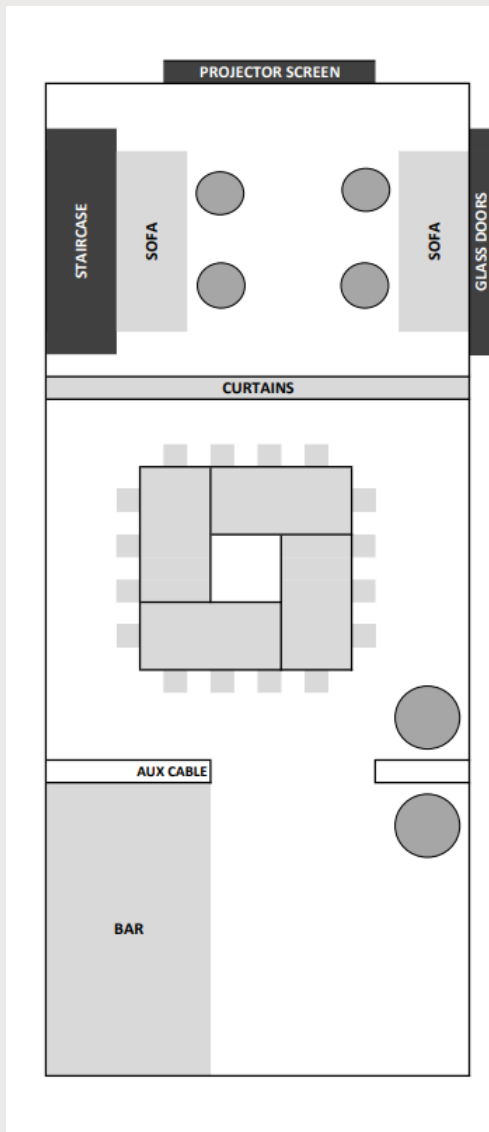 PROJECTOR SCREEN
STAIRCASE
SOFA
SOFA
GLASS DOORS
CURTAINS
AUX CABLE
BAR